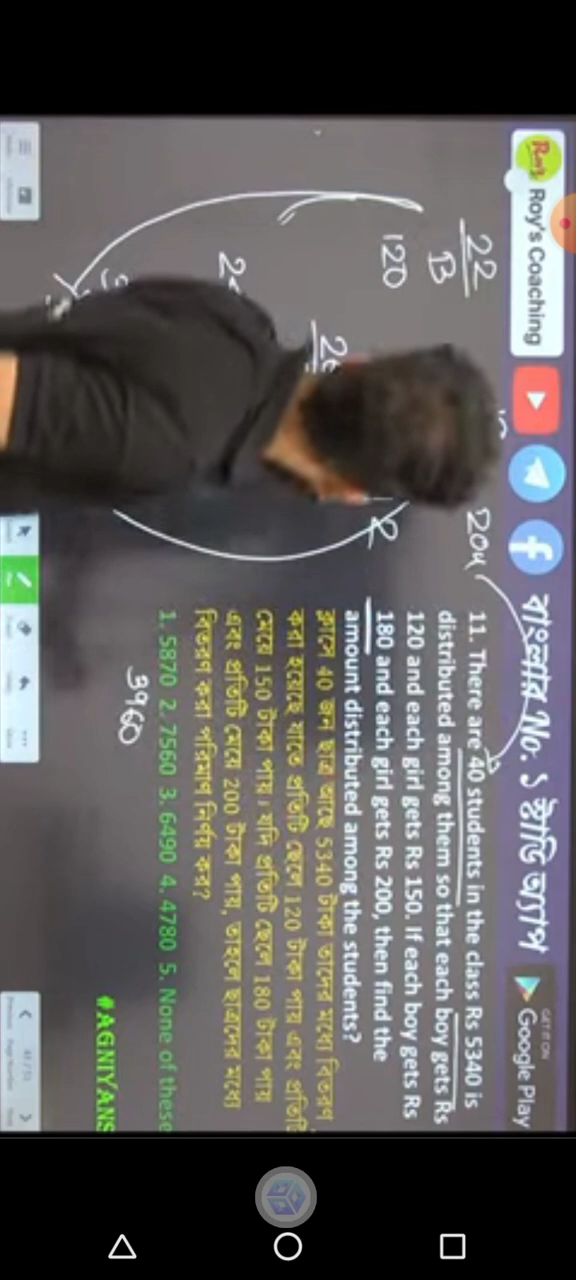 Roy's Coaching
বাংলার No. ১ স্টাডি অ্যাপ
GET IT ON
Google Play
11. There are 40 students in the class Rs 5340 is
distributed among them so that each boy gets Rs
120 and each girl gets Rs 150. If each boy gets Rs
180 and each girl gets Rs 200, then find the
amount distributed among the students?
ক্লাসে 40 জন ছাত্র আছে 5340 টাকা তাদের মধ্যে বিতরণ
করা হয়েছে যাতে প্রতিটি ছেলে 120 টাকা পায় এবং প্রতিটি
মেয়ে 150 টাকা পায়। যদি প্রতিটি ছেলে 180 টাকা পায়
এবং প্রতিটি মেয়ে 200 টাকা পায়, তাহলে ছাত্রদের মধ্যে
বিতরণ করা পরিমাণ নির্ণয় কর?
1. 5870 2. 7560 3. 6490 4. 4780 5. None of these
3960
#AGNIYANS
22
B
120